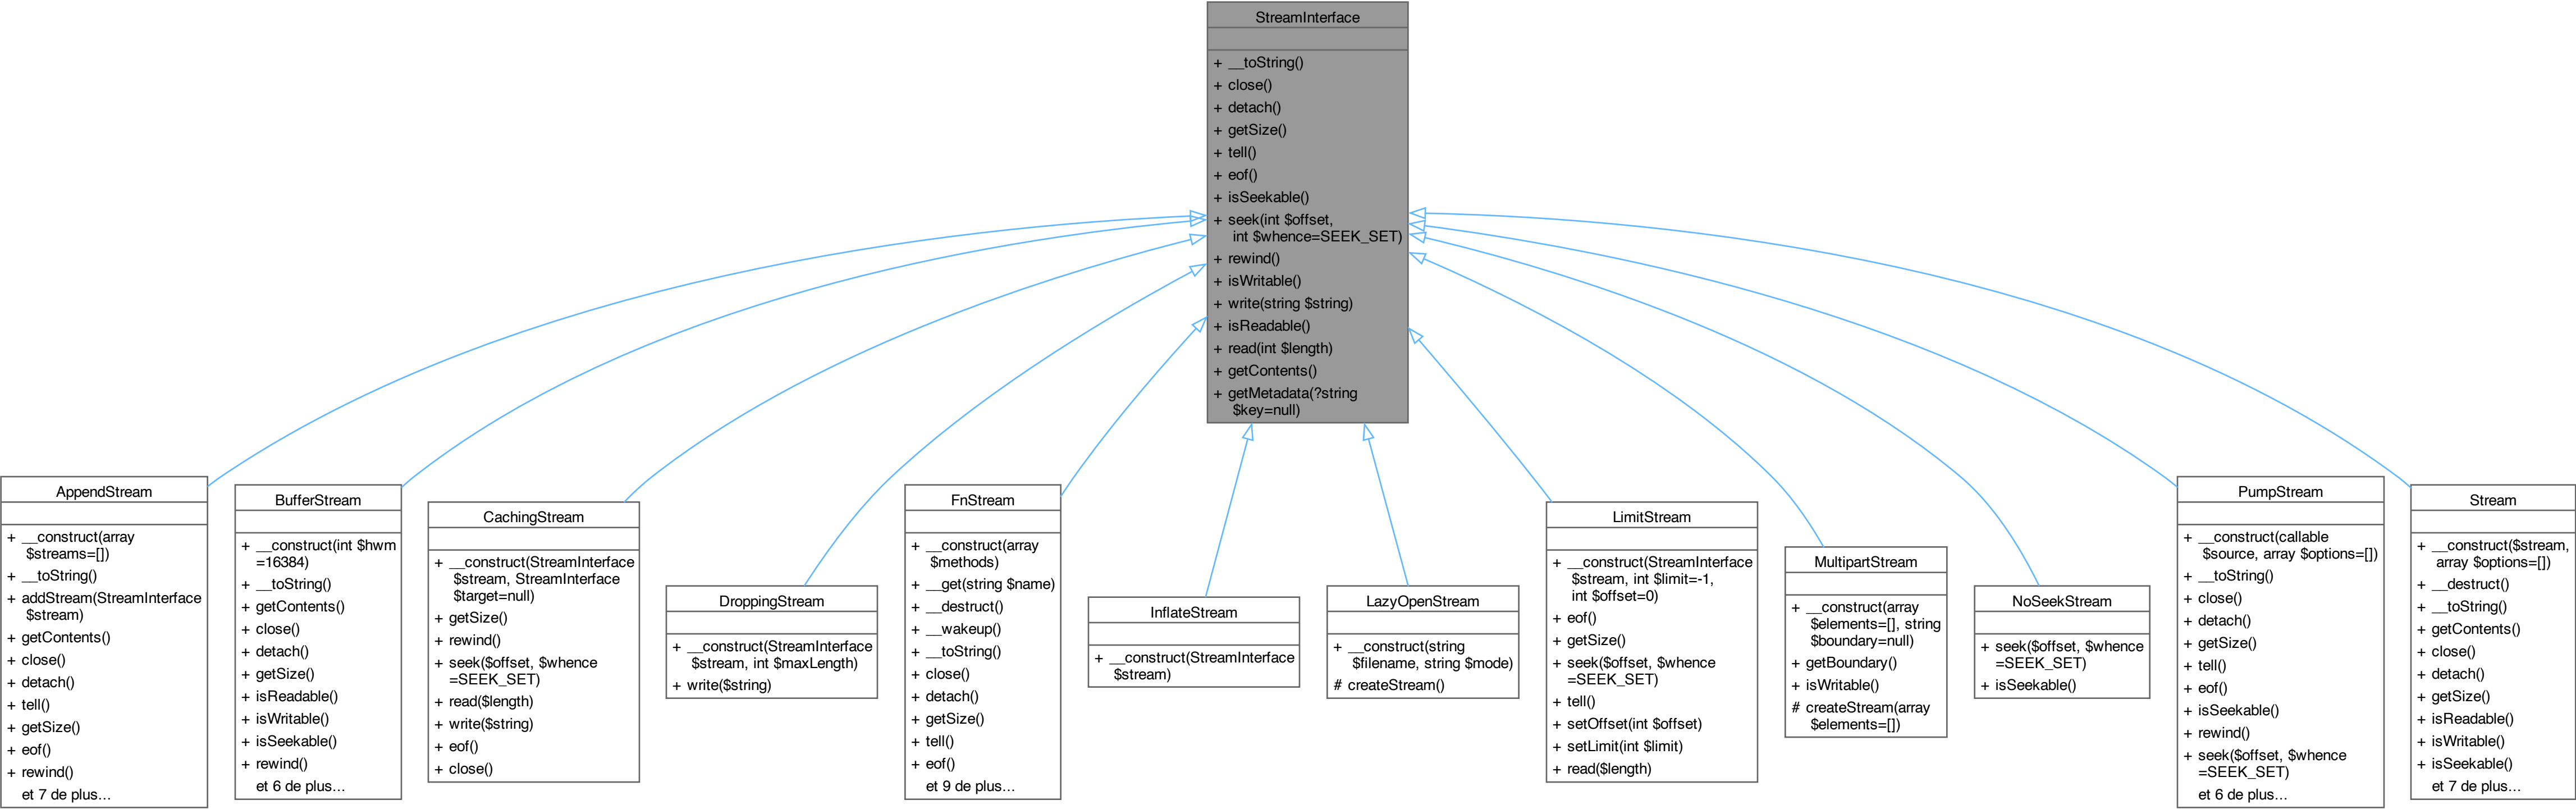 StreamInterface
+ __toString()
+ close()
+ detach()
+ getSize()
+ tell()
+ eof()
+ isSeekable()
+ seek(int $offset,
int $whence=SEEK_SET)
+ rewind()
+ isWritable()
+ write(string $string)
+ isReadable()
+ read(int $length)
+ getContents()
+ getMetadata(?string
$key=null)
AppendStream
+ __construct(array
$streams=[])
+ __toString()
+ addStream(StreamInterface
$stream)
+ getContents()
+ close()
+ detach()
+ tell()
+ getSize()
+ eof()
+ rewind()
et 7 de plus...
BufferStream
+ __construct(int $hwm
=16384)
+ __toString()
+ getContents()
+ close()
+ detach()
+ getSize()
+ isReadable()
+ isWritable()
+ isSeekable()
+ rewind()
et 6 de plus...
CachingStream
+ __construct(StreamInterface
$stream, StreamInterface
$target=null)
+ getSize()
+ rewind()
+ seek($offset, $whence
=SEEK_SET)
+ read($length)
+ write($string)
+ eof()
+ close()
DroppingStream
+ __construct(StreamInterface
$stream, int $maxLength)
+ write($string)
FnStream
+ __construct(array
$methods)
+ __get(string $name)
+ __destruct()
+ __wakeup()
+ __toString()
+ close()
+ detach()
+ getSize()
+ tell()
+ eof()
et 9 de plus...
InflateStream
+ __construct(StreamInterface
$stream)
LazyOpenStream
+ __construct(string
$filename, string $mode)
# createStream()
LimitStream
+ __construct(StreamInterface
$stream, int $limit=-1,
int $offset=0)
+ eof()
+ getSize()
+ seek($offset, $whence
=SEEK_SET)
+ tell()
+ setOffset(int $offset)
+ setLimit(int $limit)
+ read($length)
MultipartStream
+ __construct(array
$elements=[], string
$boundary=null)
+ getBoundary()
+ isWritable()
# createStream(array
$elements=[])
NoSeekStream
+ seek($offset, $whence
=SEEK_SET)
+ isSeekable()
PumpStream
+ __construct(callable
$source, array $options=[])
+ __toString()
+ close()
+ detach()
+ getSize()
+ tell()
+ eof()
+ isSeekable()
+ rewind()
+ seek($offset, $whence
=SEEK_SET)
et 6 de plus...
Stream
+ __construct($stream,
array $options=[])
+ __destruct()
+ __toString()
+ getContents()
+ close()
+ detach()
+ getSize()
+ isReadable()
+ isWritable()
+ isSeekable()
et 7 de plus...